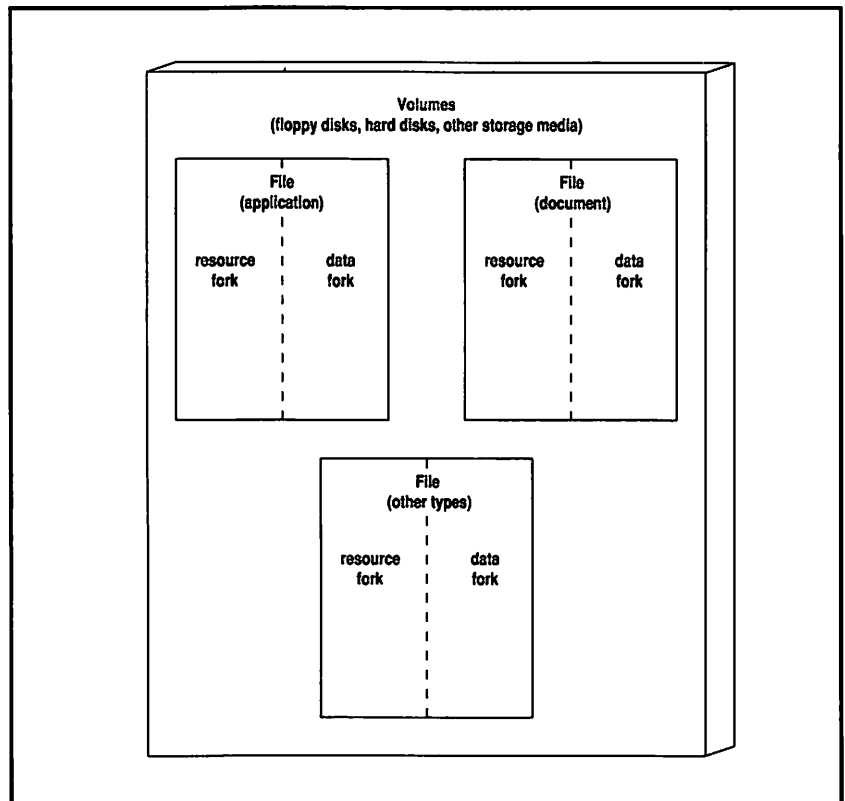 Volumes
(floppy disks, hard disks, other storage media)
File
(application)
resource
fork
data
fork
File
(document)
resource
fork
data
fork
File
(other types)
resource
fork
data
fork